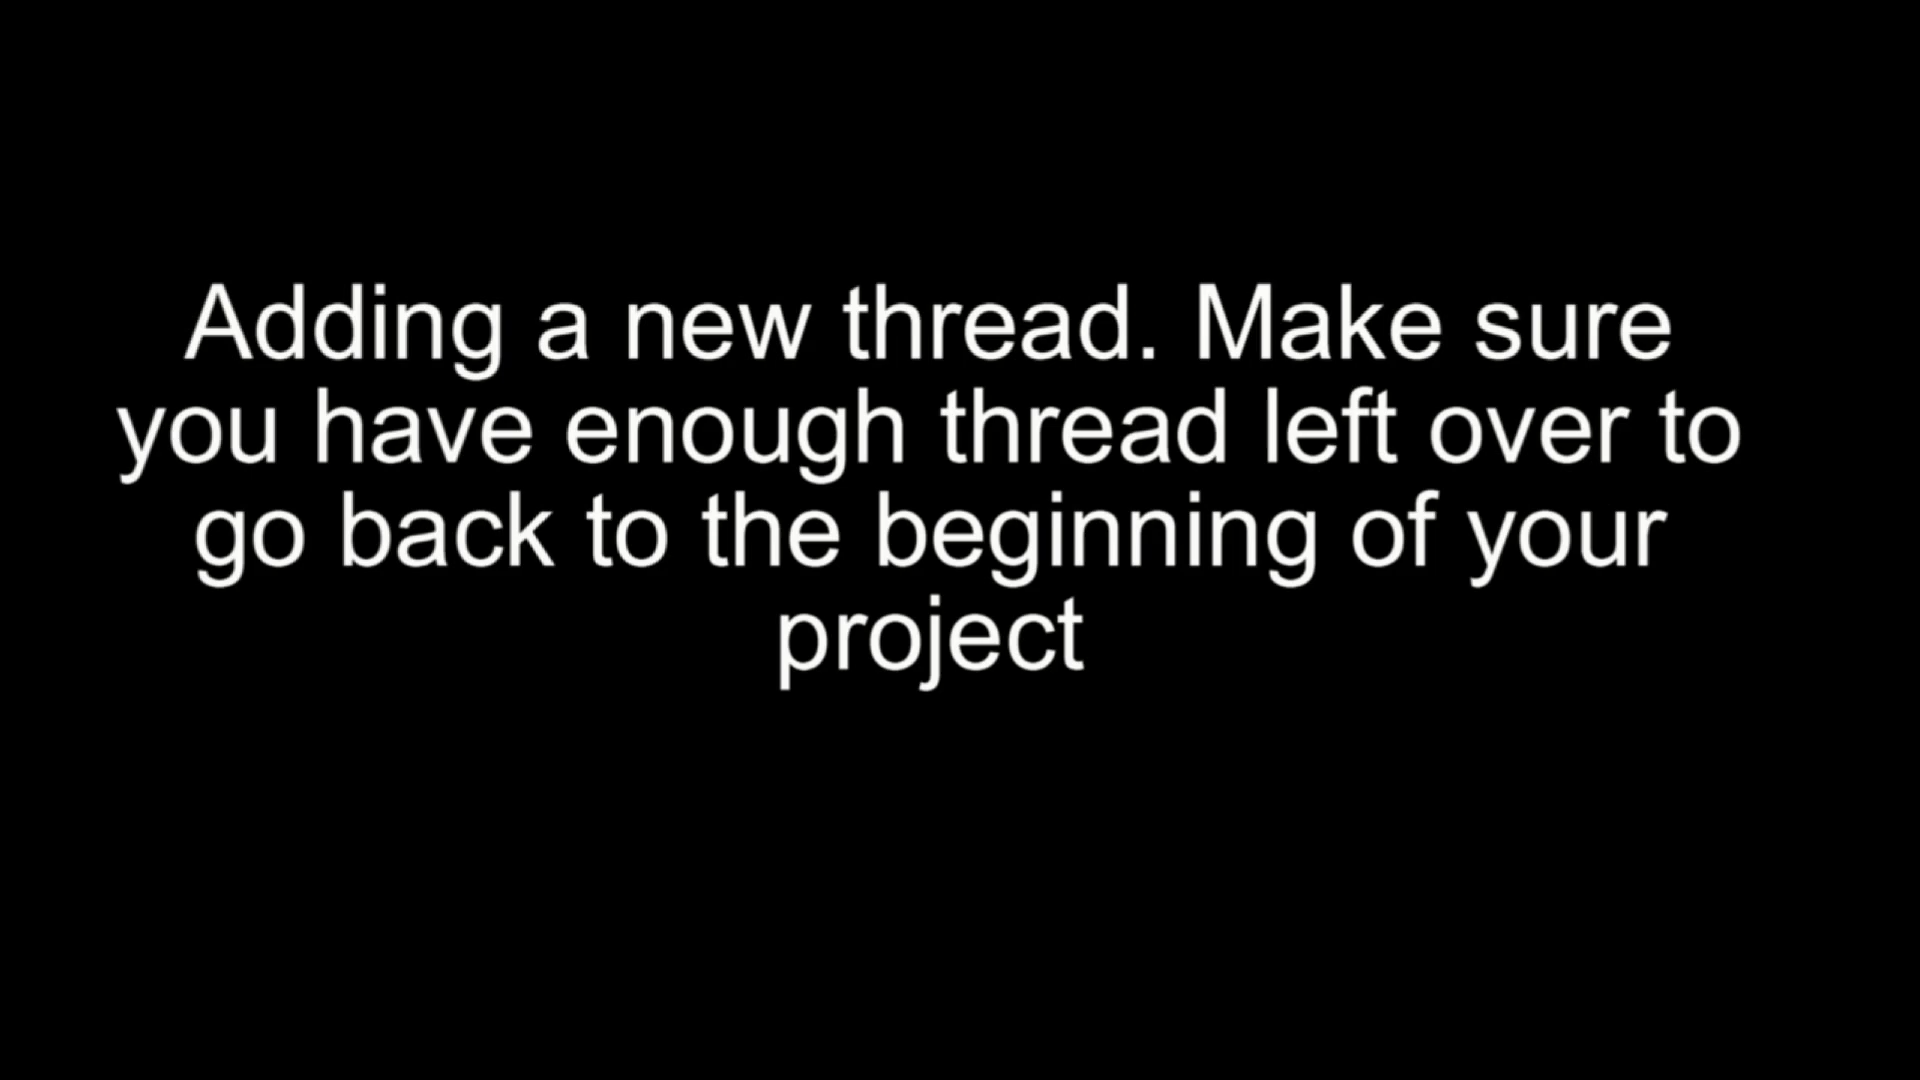 Adding a new thread. Make sure
you have enough thread left over to
go back to the beginning of your
project